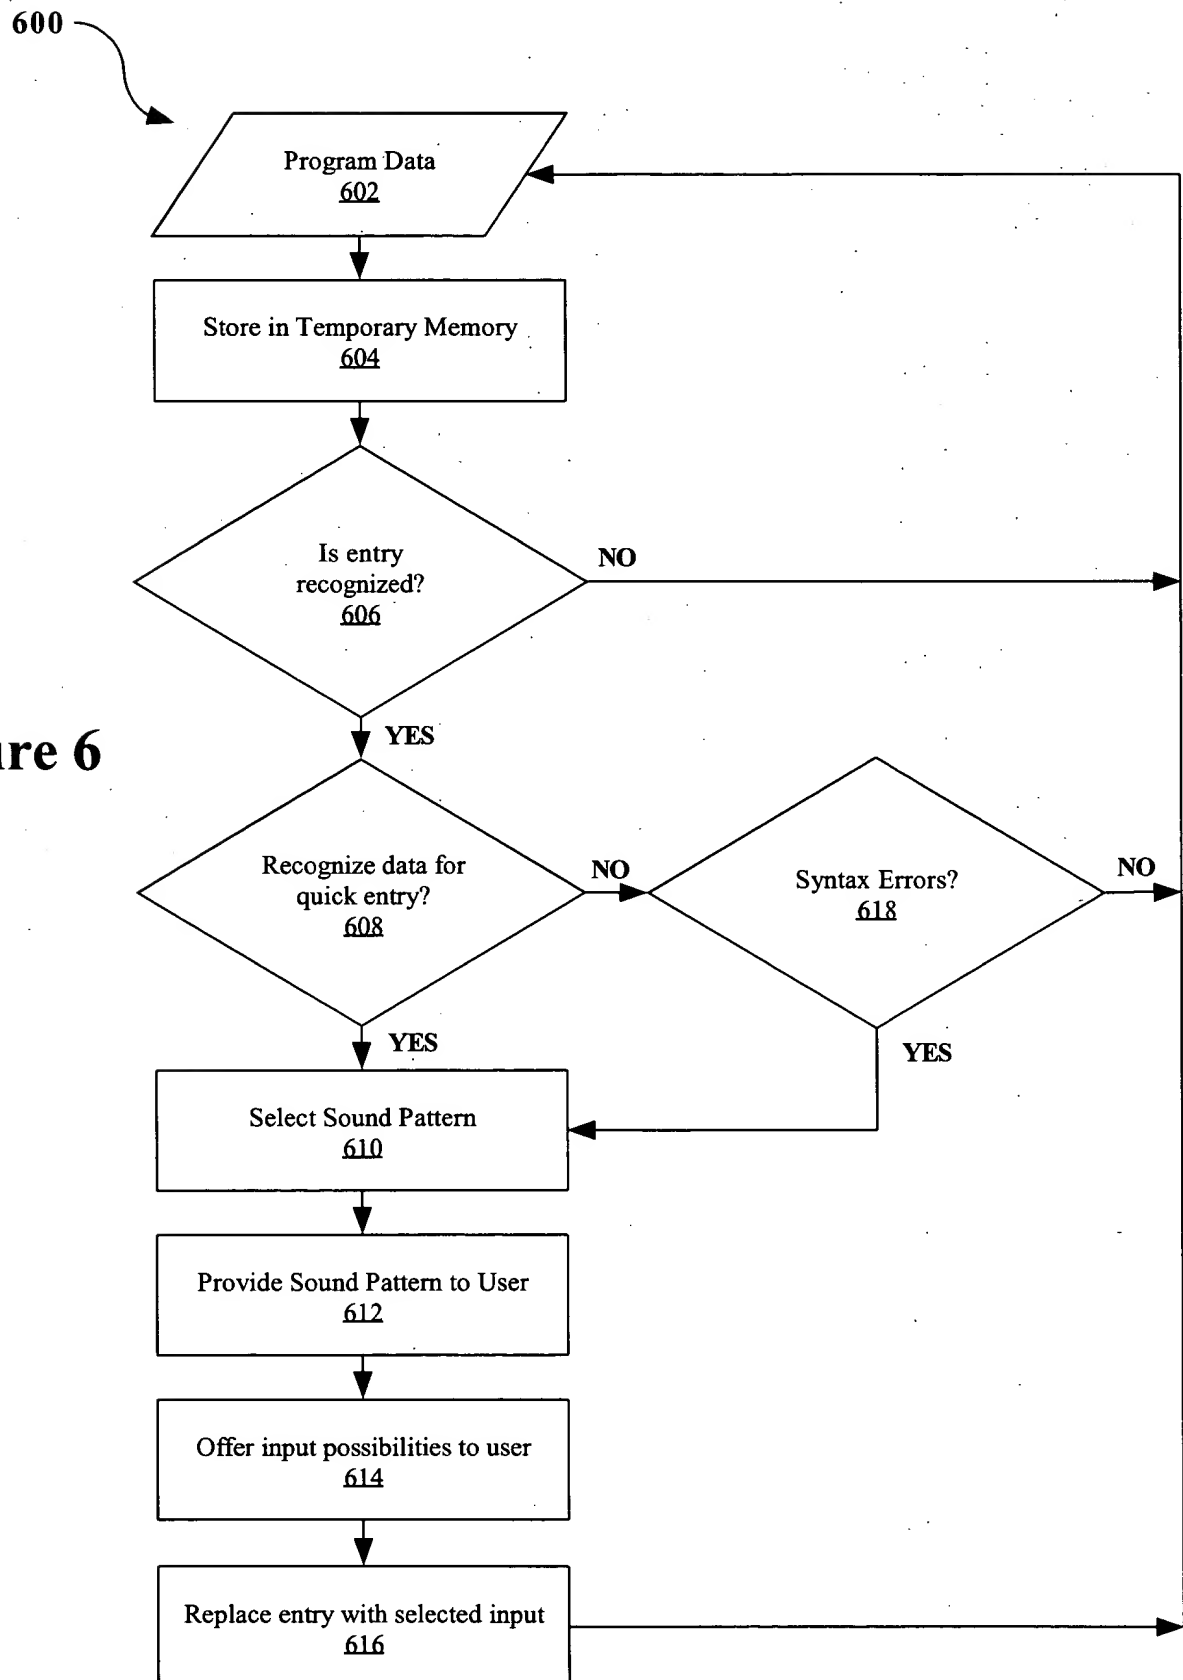 600
Program Data
602
Store in Temporary Memory
604
Is entry
recognized?
606
NO
YES
6
Recognize data for
quick entry?
608
NO
Syntax Errors?
618
NO
YES
YES
Select Sound Pattern
610
Provide Sound Pattern to User
612
Offer input possibilities to user
614
Replace entry with selected input
616